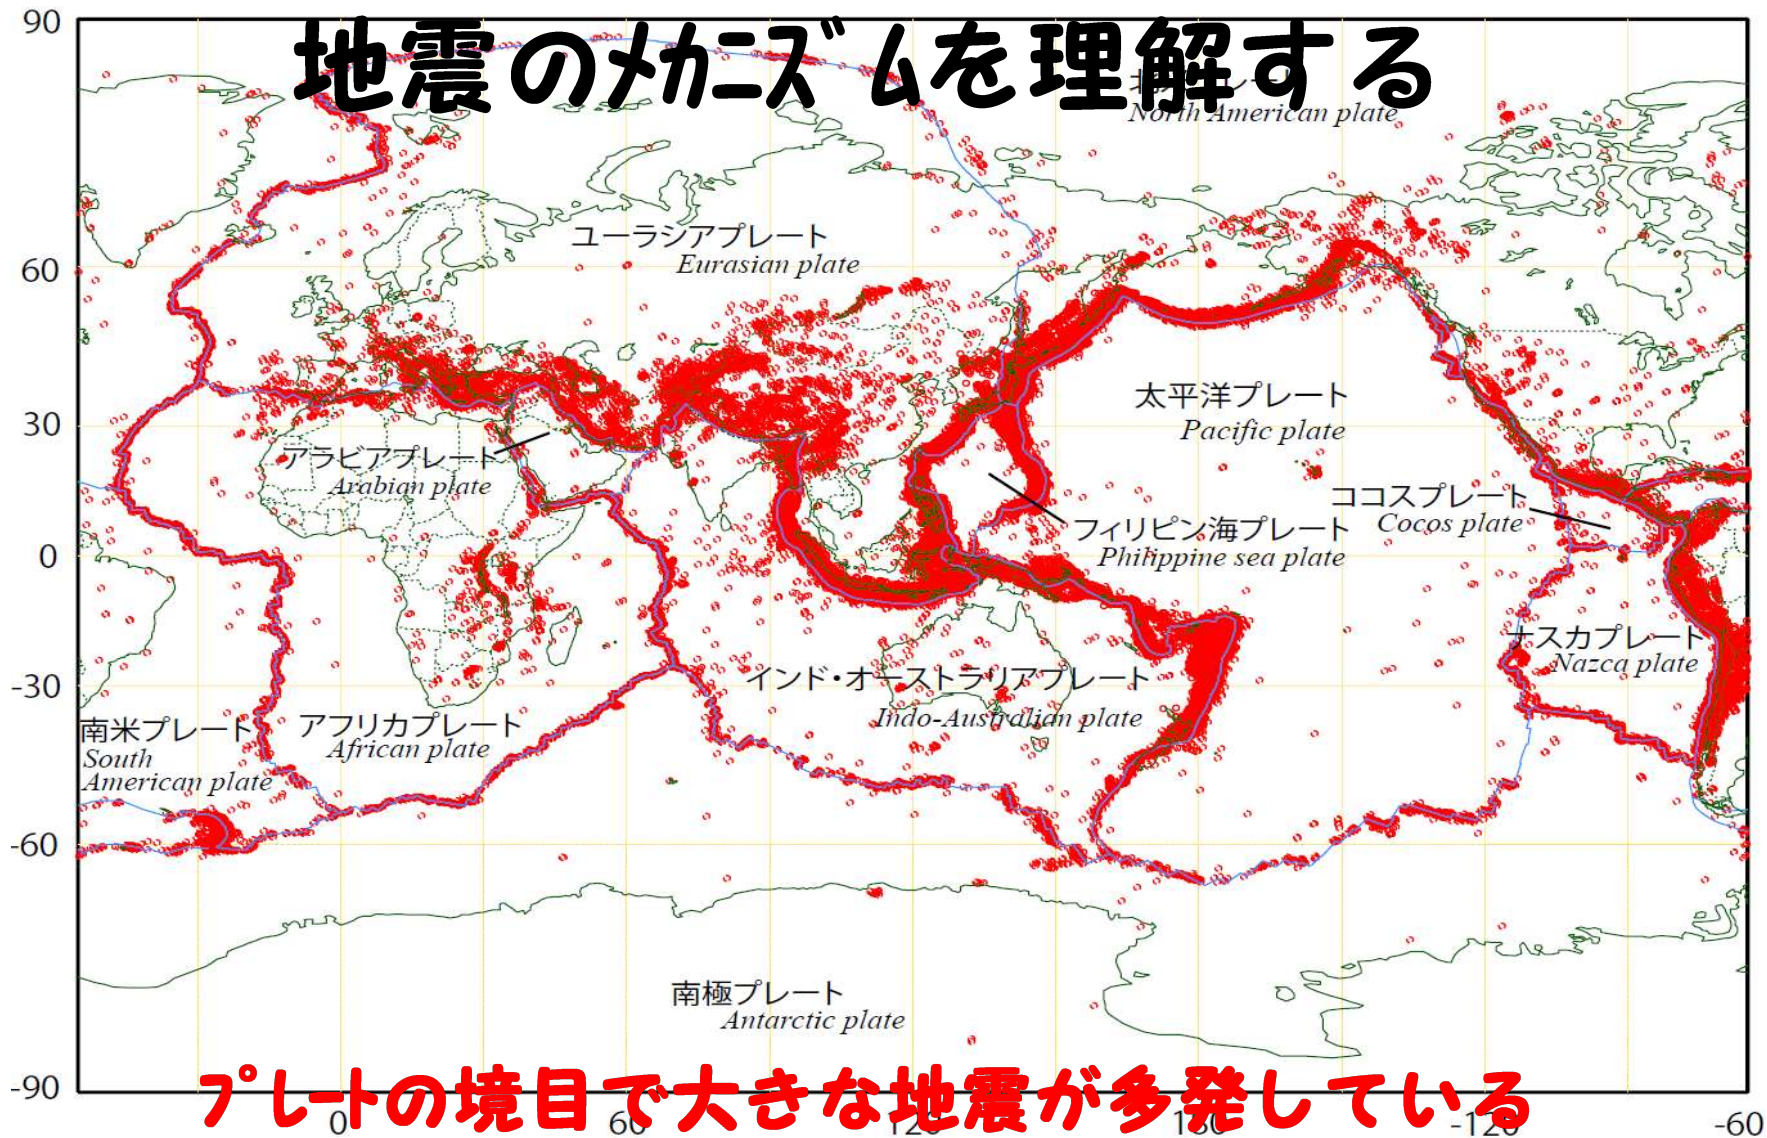 90
地震のﾒｶﾆｽﾞﾑを理解する
North American plate
ユーラシアプレート
Eurasian plate
60
太平洋プレート
Pacific plate
30
アラビアプレート
Arabian plate
ココスプレート
Cocos plate
フィリピン海プレート
Philippine sea plate
0
ナスカプレート
Nazca plate
インド・オーストラリアプレート
Indo-Australian plate
-30
南米プレート
South
American plate
アフリカプレート
African plate
-60
南極プレート
Antarctic plate
-90
ﾌﾟﾚｰﾄの境目で大きな地震が多発している
0
60
120
180
-120
-60